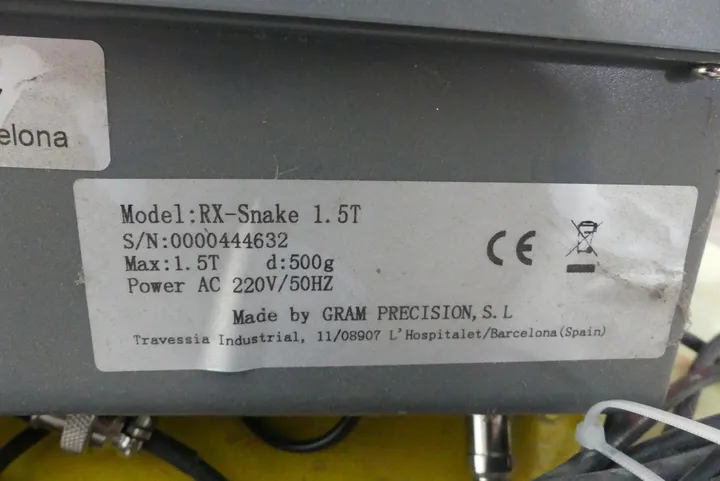 elona
Model:RX-Snake 1.5T
S/N:0000444632
Max:1.5T d:500g
Power AC 220V/50HZ
CE
Made by GRAM PRECISION, S. L
Travessia Industrial, 11/08907 L'Hospitalet/Barcelona(Spain)